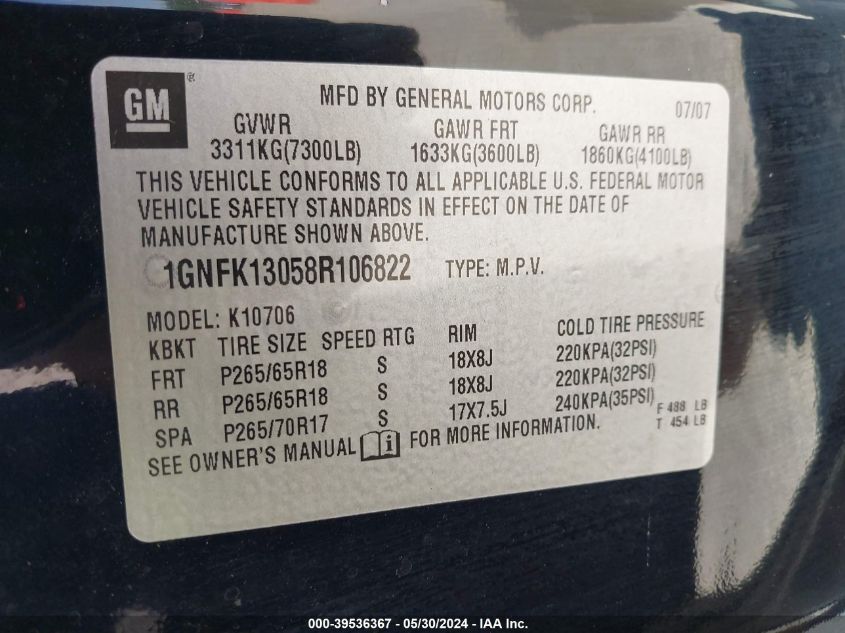 GM ®
MFD BY GENERAL MOTORS CORP. 07/07
GVWR GAWR FRT GAWR RR
3311KG(7300LB) 1633KG(3600LB) 1860KG(4100LB)
THIS VEHICLE CONFORMS TO ALL APPLICABLE U.S. FEDERAL MOTOR
VEHICLE SAFETY STANDARDS IN EFFECT ON THE DATE OF
MANUFACTURE SHOWN ABOVE.
1GNFK13058R106822 TYPE: M.P.V.
MODEL: K10706
KBKT TIRE SIZE SPEED RTG RIM COLD TIRE PRESSURE
FRT P265/65R18 S 18X8J 220KPA(32PSI)
RR P265/65R18 S 18X8J 220KPA(32PSI)
SPA P265/70R17 S 17X7.5J 240KPA(35PSI)
F 488 LB
T 454 LB
SEE OWNER'S MANUAL i FOR MORE INFORMATION.
000-39536367 - 05/30/2024 - IAA Inc.